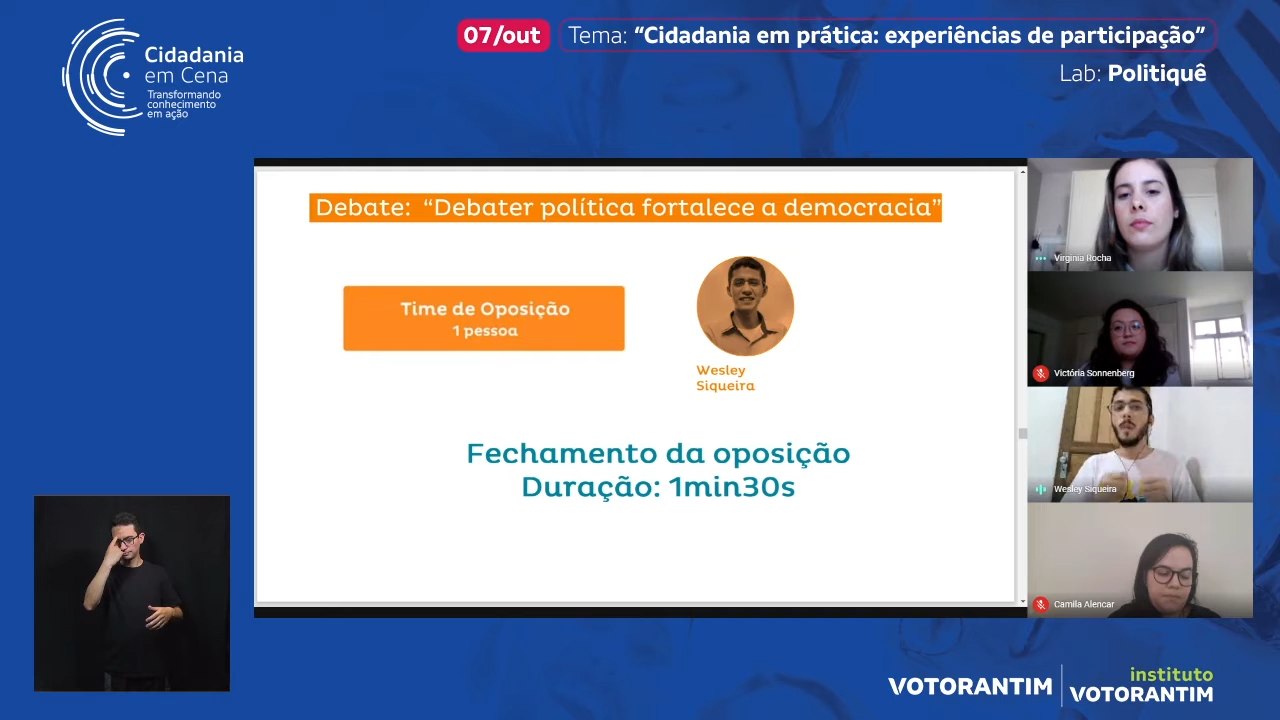 Cidadania
em Cena
Transformando
conhecimento
em ação
07/out Tema: “Cidadania em prática: experiências de participação”
Lab: Politiquê
Debate: “Debater política fortalece a democracia”
Time de Oposição
1 pessoa
Wesley
Siqueira
Fechamento da oposição
Duração: 1min30s
Virginia Rocha
Victória Sonnenberg
Wesley Siqueira
Camila Alencar
VOTORANTIM
instituto
VOTORANTIM